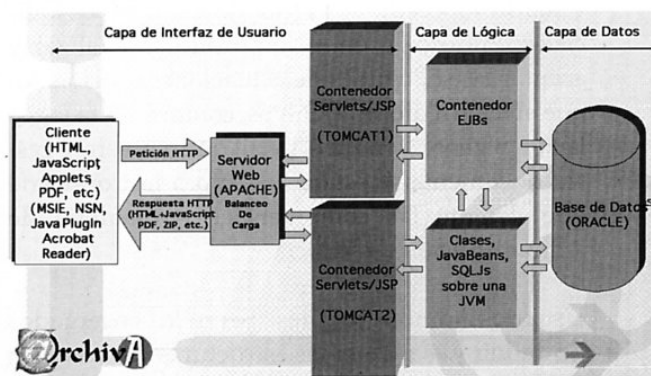 Capa de Interfaz de Usuario
Capa de Lógica
Capa de Datos
Cliente
(HTML,
JavaScript,
Applets,
PDF, etc)
(MSIE, NSN,
Java PlugIn
Acrobat
Reader)
Petición HTTP
Respuesta HTTP
(HTML+JavaScript
PDF, ZIP, etc.)
Servidor
Web
(APACHE)
Balanceo
De
Carga
Contenedor
Servlets/JSP
(TOMCAT1)
Contenedor
Servlets/JSP
(TOMCAT2)
Contenedor
EJBs
Clases,
JavaBeans,
SQLJs
sobre una
JVM
Base de Datos
(ORACLE)
@rchivA